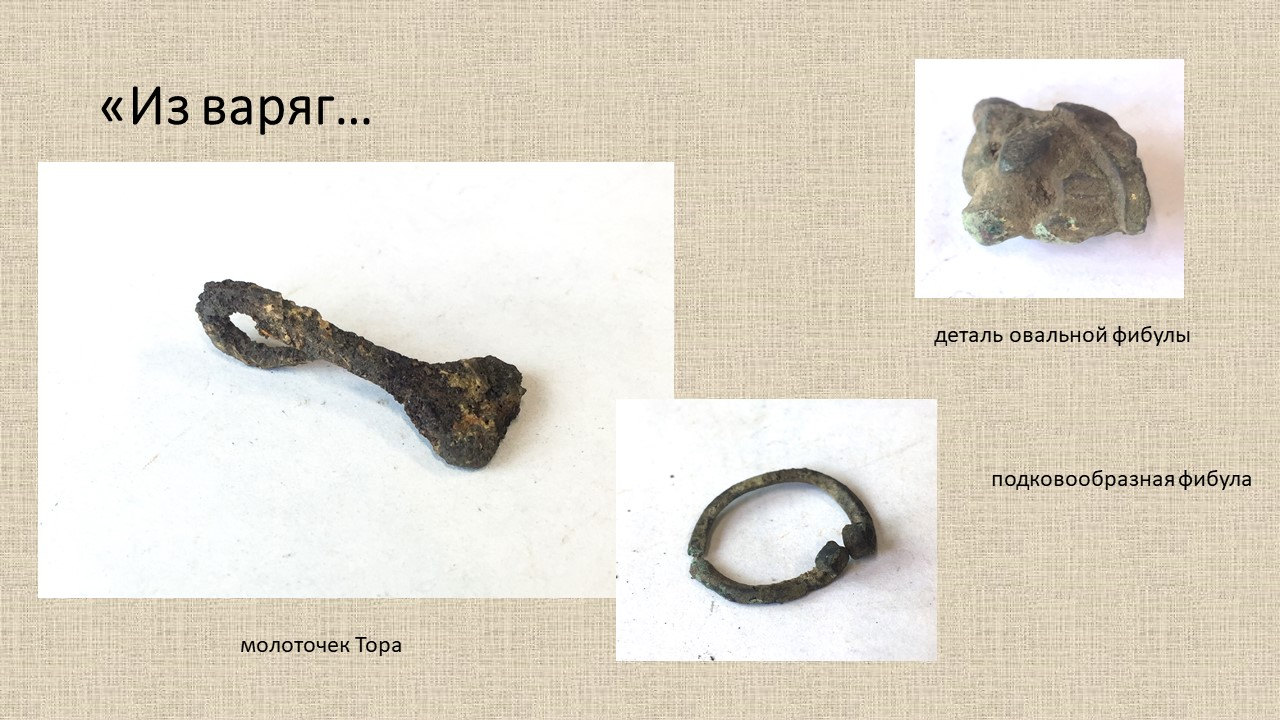 «Из варяг…
деталь овальной фибулы
подковообразная фибула
молоточек Тора